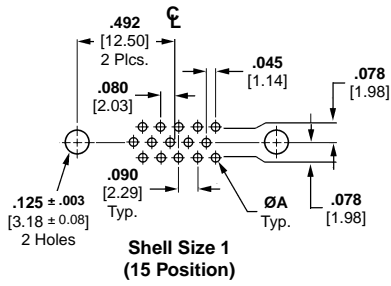 .492
[12.50]
2 Plcs.
℄
.080
[2.03]
.045
[1.14]
.078
[1.98]
.125 ± .003
[3.18 ± 0.08]
2 Holes
.090
[2.29]
Typ.
ØA
Typ.
.078
[1.98]
Shell Size 1
(15 Position)